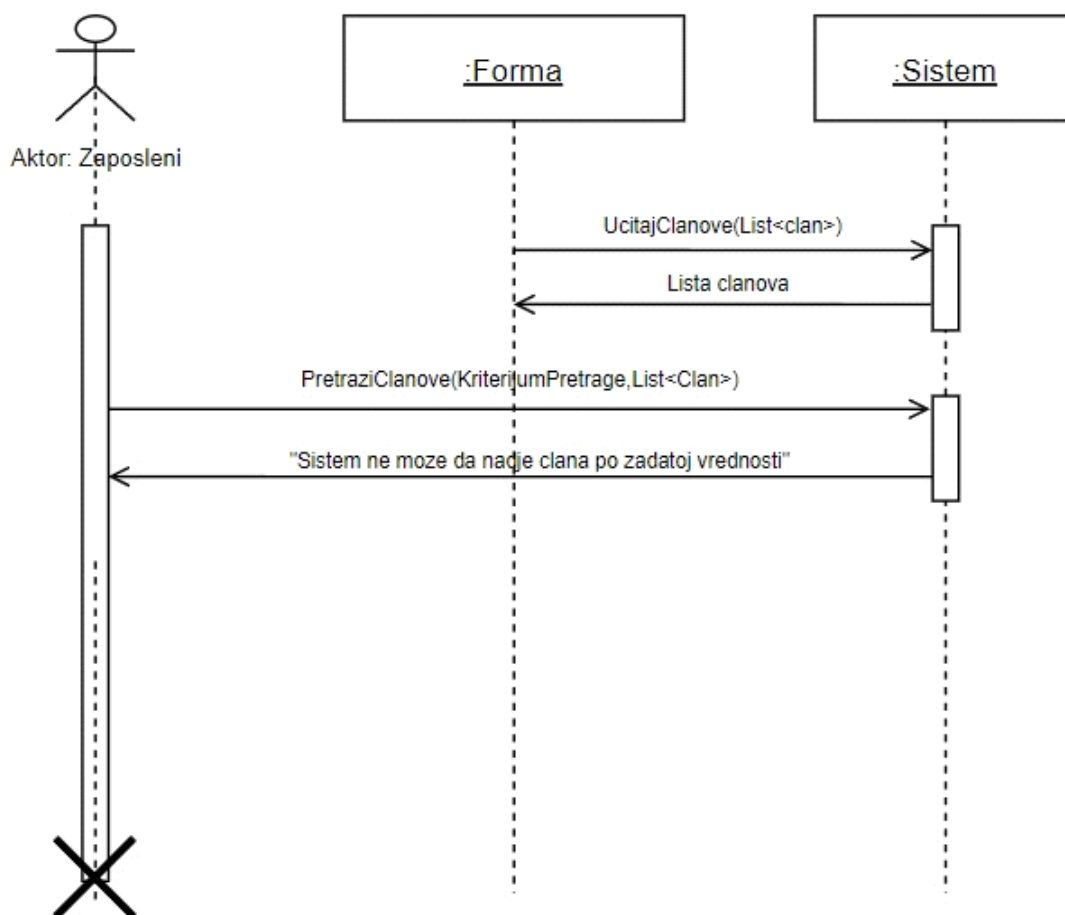 :Forma
:Sistem
Aktor: Zaposleni
UcitajClanove(List<clan>)
Lista clanova
PretraziClanove(KriterijumPretrage,List<Clan>)
"Sistem ne moze da nadje clana po zadatoj vrednosti"